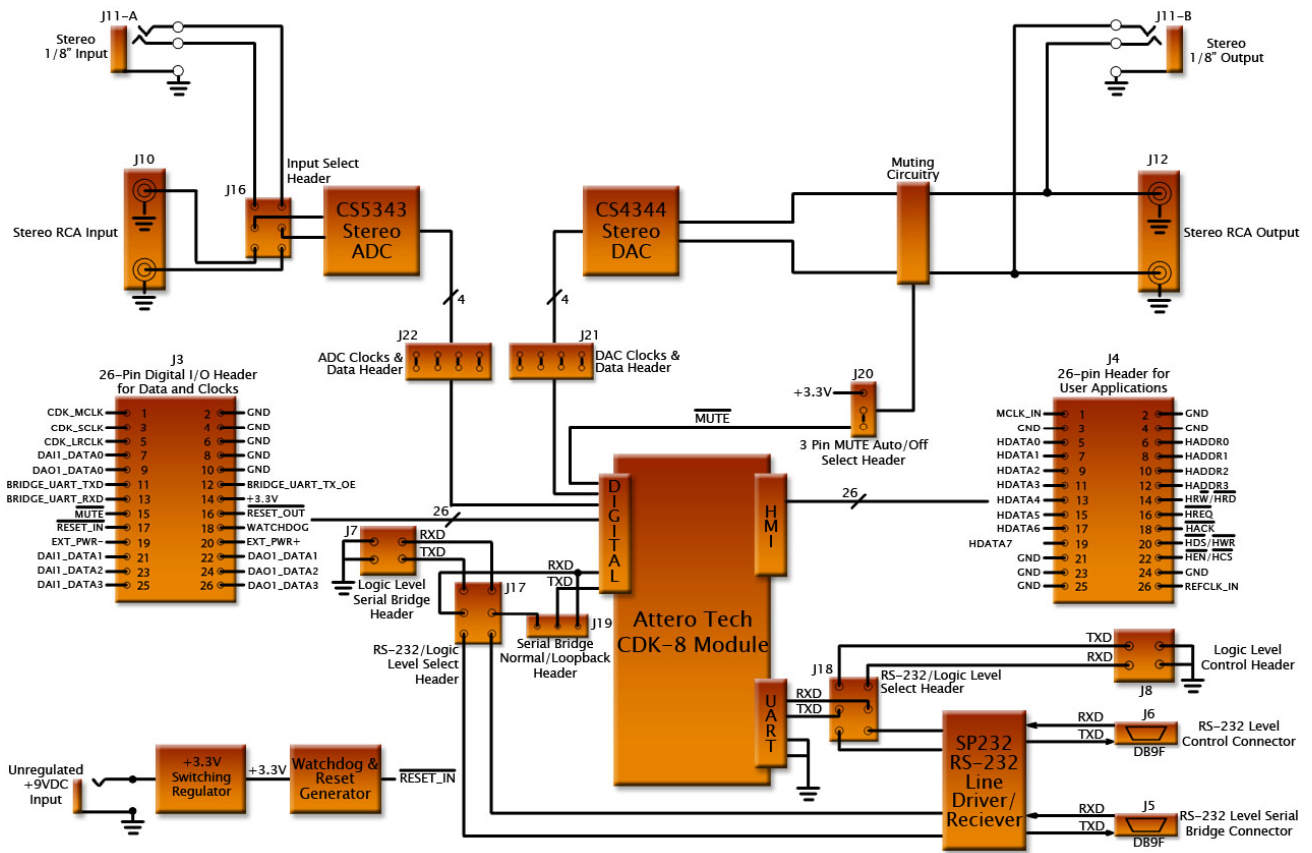 J11-A
Stereo
1/8" Input
J11-B
Stereo
1/8" Output
J10
Stereo RCA Input
J16
Input Select
Header
CS5343
Stereo
ADC
CS4344
Stereo
DAC
Muting
Circuitry
J12
Stereo RCA Output
4
4
J22
ADC Clocks &
Data Header
J21
DAC Clocks &
Data Header
J20
+3.3V
MUTE
3 Pin MUTE Auto/Off
Select Header
J3
26-Pin Digital I/O Header
for Data and Clocks
CDK_MCLK 1 2 GND
CDK_SCLK 3 4 GND
CDK_LRCLK 5 6 GND
DAI1_DATA0 7 8 GND
DAO1_DATA0 9 10 GND
BRIDGE_UART_TXD 11 12 BRIDGE_UART_TX_OE
BRIDGE_UART_RXD 13 14 +3.3V
MUTE 15 16 RESET_OUT
RESET_IN 17 18 WATCHDOG
EXT_PWR- 19 20 EXT_PWR+
DAI1_DATA1 21 22 DAO1_DATA1
DAI1_DATA2 23 24 DAO1_DATA2
DAI1_DATA3 25 26 DAO1_DATA3
26
J4
26-pin Header for
User Applications
MCLK_IN 1 2 GND
GND 3 4 GND
HDATA0 5 6 HADDR0
HDATA1 7 8 HADDR1
HDATA2 9 10 HADDR2
HDATA3 11 12 HADDR3
HDATA4 13 14 HRW/HRD
HDATA5 15 16 HREQ
HDATA6 17 18 HACK
HDATA7 19 20 HDS/HWR
GND 21 22 HEN/HCS
GND 23 24 GND
GND 25 26 REFCLK_IN
26
DIGITAL
HMI
UART
Attero Tech
CDK-8 Module
J7
RXD
TXD
Logic Level
Serial Bridge
Header
J17
RXD
TXD
J19
RS-232/Logic
Level Select
Header
Serial Bridge
Normal/Loopback
Header
RXD
TXD
J18
RS-232/Logic Level
Select Header
TXD
RXD
J8
Logic Level
Control Header
SP232
RS-232
Line
Driver/
Reciever
RXD
TXD
J6
DB9F
RS-232 Level
Control Connector
RXD
TXD
J5
DB9F
RS-232 Level Serial
Bridge Connector
Unregulated
+9VDC
Input
+3.3V
Switching
Regulator
+3.3V
Watchdog &
Reset
Generator
RESET_IN